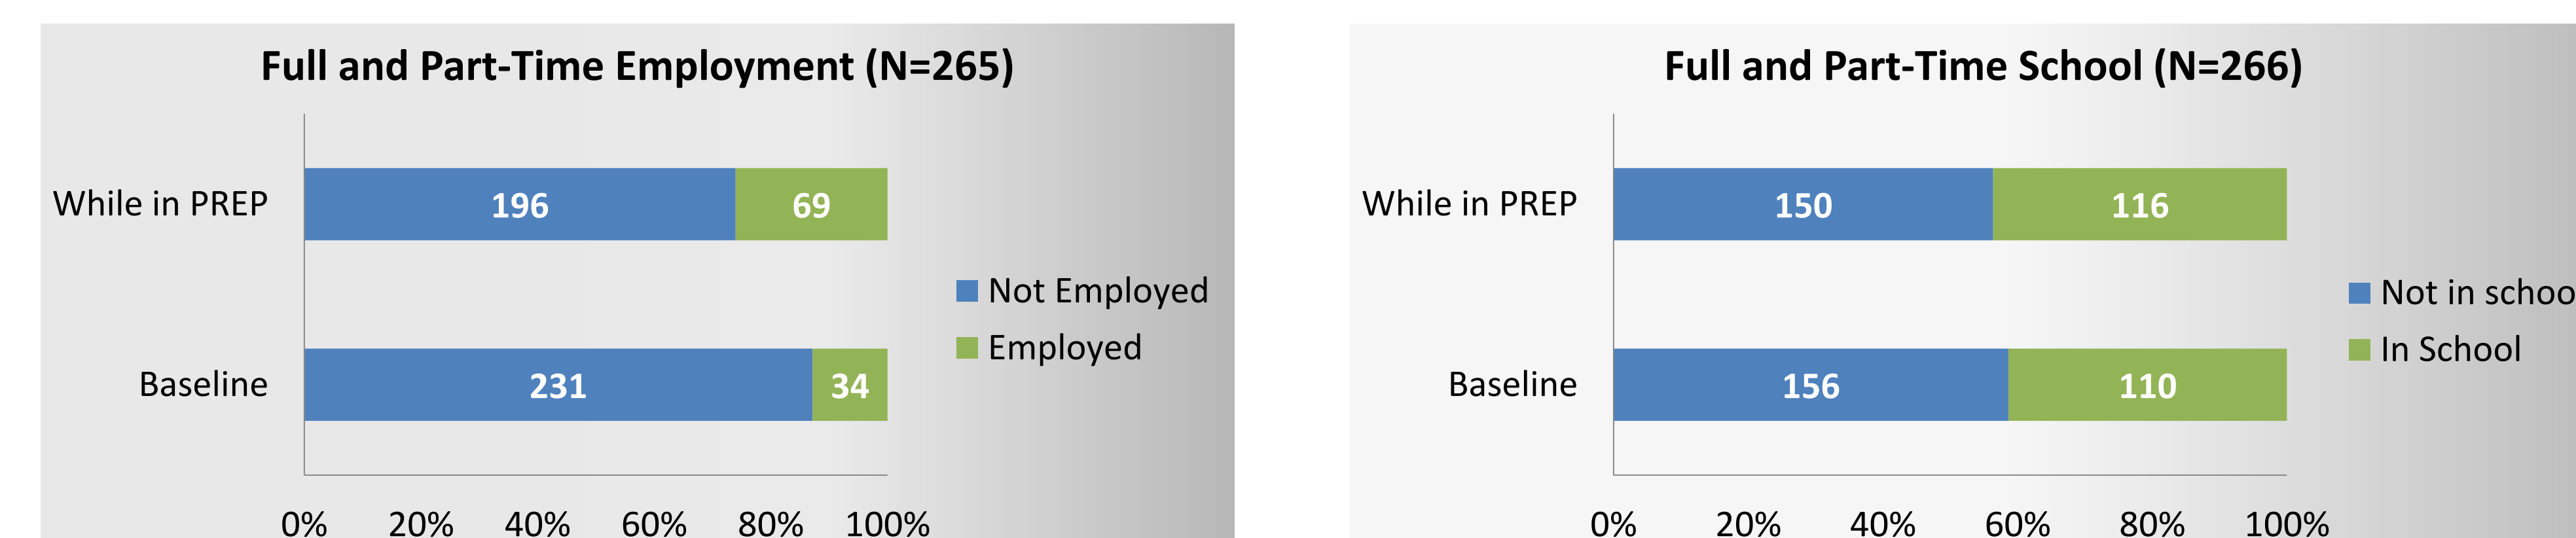 Full and Part-Time Employment (N=265)
While in PREP
196
69
Not Employed
Employed
Baseline
231
34
0% 20% 40% 60% 80% 100%
Full and Part-Time School (N=266)
While in PREP
150
116
Not in schoo
In School
Baseline
156
110
0% 20% 40% 60% 80% 100%